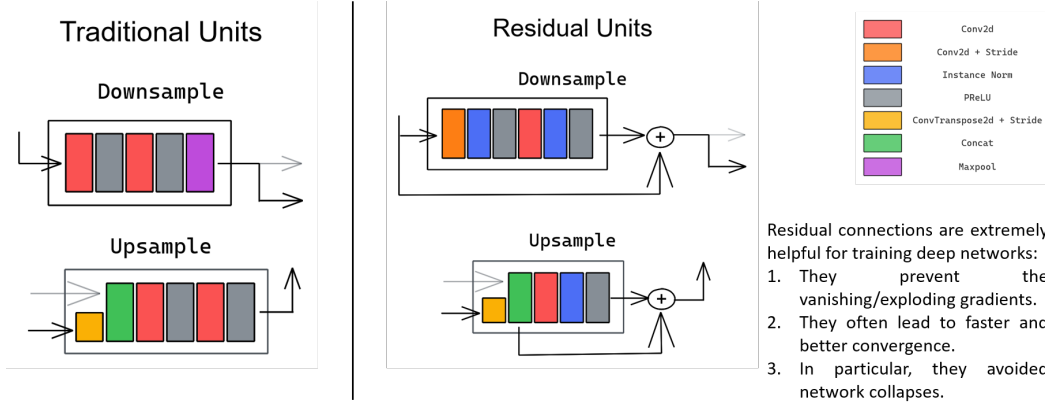 Traditional Units
Downsample
Upsample
Residual Units
Downsample
+
Upsample
+
Conv2d
Conv2d + Stride
Instance Norm
PReLU
ConvTranspose2d + Stride
Concat
Maxpool
Residual connections are extremely
helpful for training deep networks:
1. They prevent the
vanishing/exploding gradients.
2. They often lead to faster and
better convergence.
3. In particular, they avoided
network collapses.